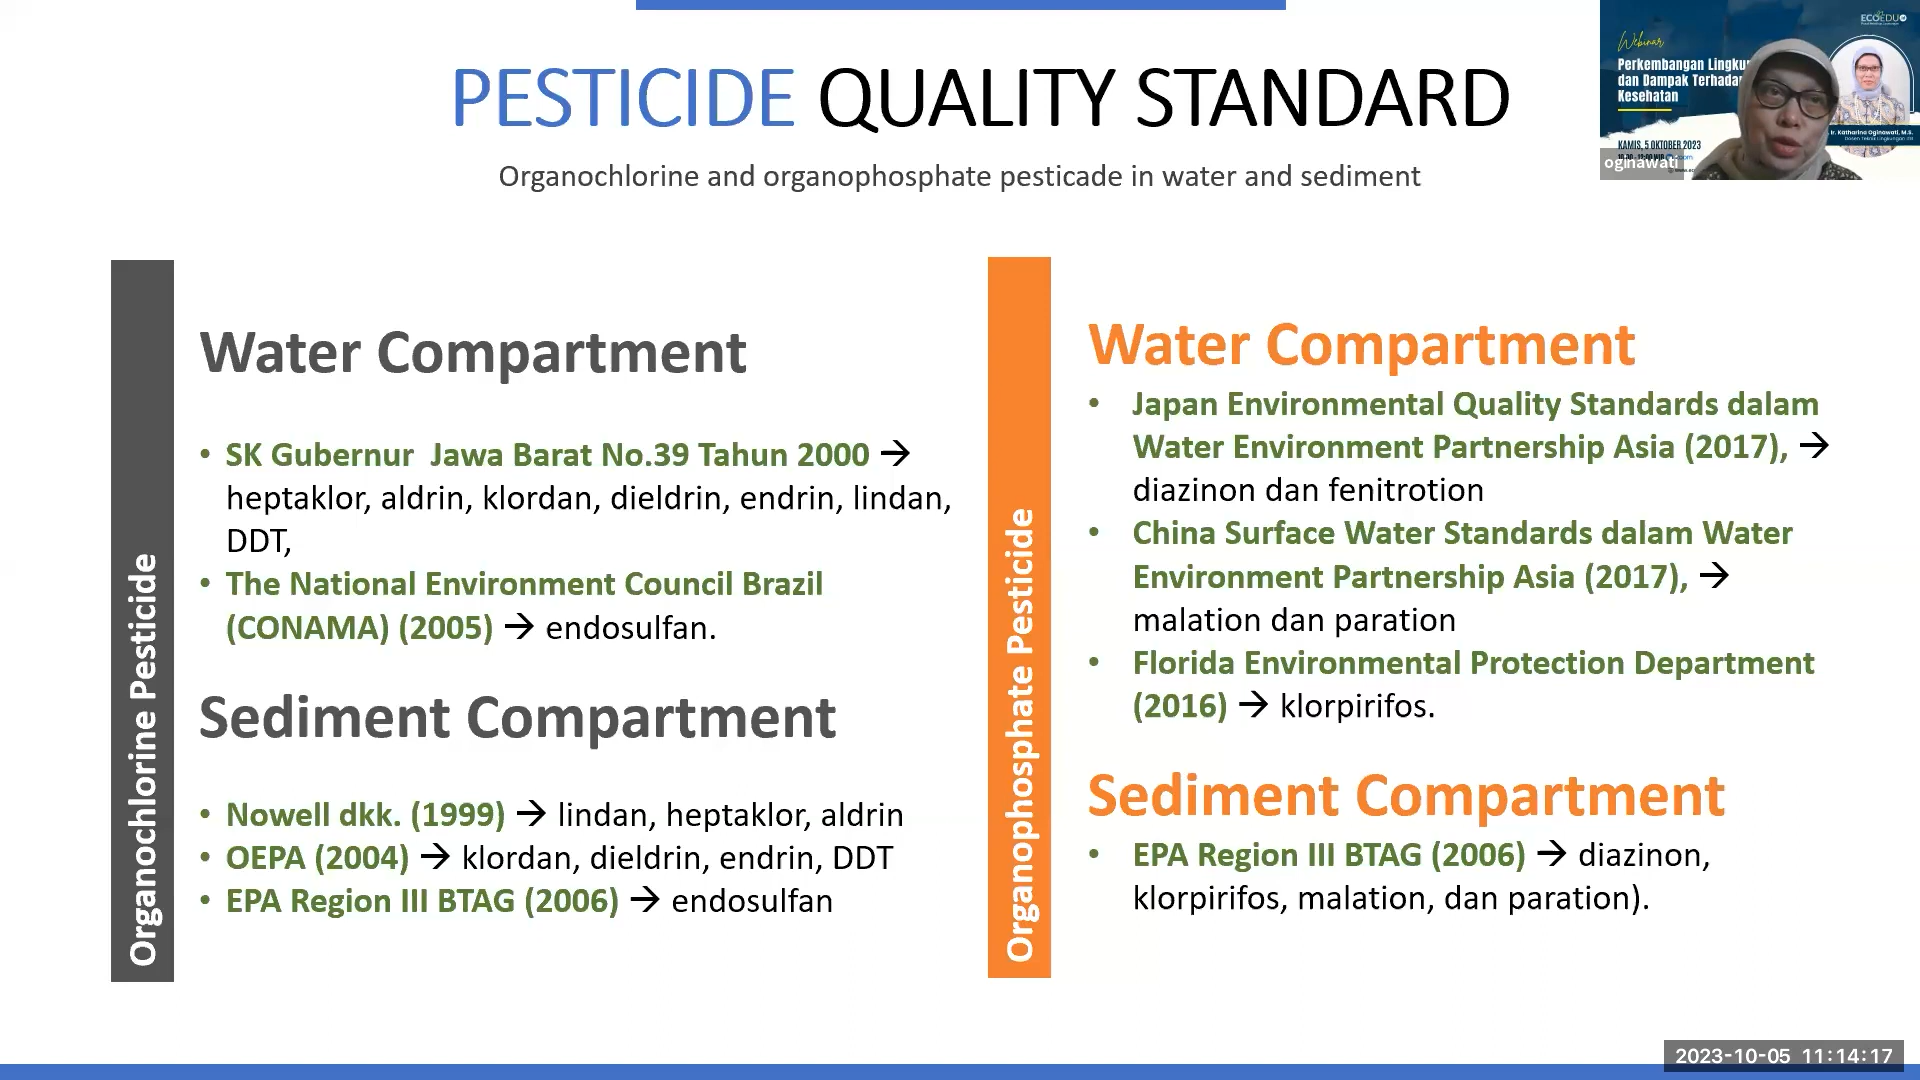 PESTICIDE QUALITY STANDARD
Organochlorine and organophosphate pesticade in water and sediment
Organochlorine Pesticide
Water Compartment
• SK Gubernur Jawa Barat No.39 Tahun 2000 →
heptaklor, aldrin, klordan, dieldrin, endrin, lindan,
DDT,
• The National Environment Council Brazil
(CONAMA) (2005) → endosulfan.
Sediment Compartment
• Nowell dkk. (1999) → lindan, heptaklor, aldrin
• OEPA (2004) → klordan, dieldrin, endrin, DDT
• EPA Region III BTAG (2006) → endosulfan
Organophosphate Pesticide
Water Compartment
• Japan Environmental Quality Standards dalam
Water Environment Partnership Asia (2017), →
diazinon dan fenitrotion
• China Surface Water Standards dalam Water
Environment Partnership Asia (2017), →
malation dan paration
• Florida Environmental Protection Department
(2016) → klorpirifos.
Sediment Compartment
• EPA Region III BTAG (2006) → diazinon,
klorpirifos, malation, dan paration).
ECOEDU
Webinar
Perkembangan
dan Dampak
Kesehatan
KAMIS, 5 OKTOBER 2023
Ir. Katharina Oginawati, M.S.
oginawati
2023-10-05 11:14:17